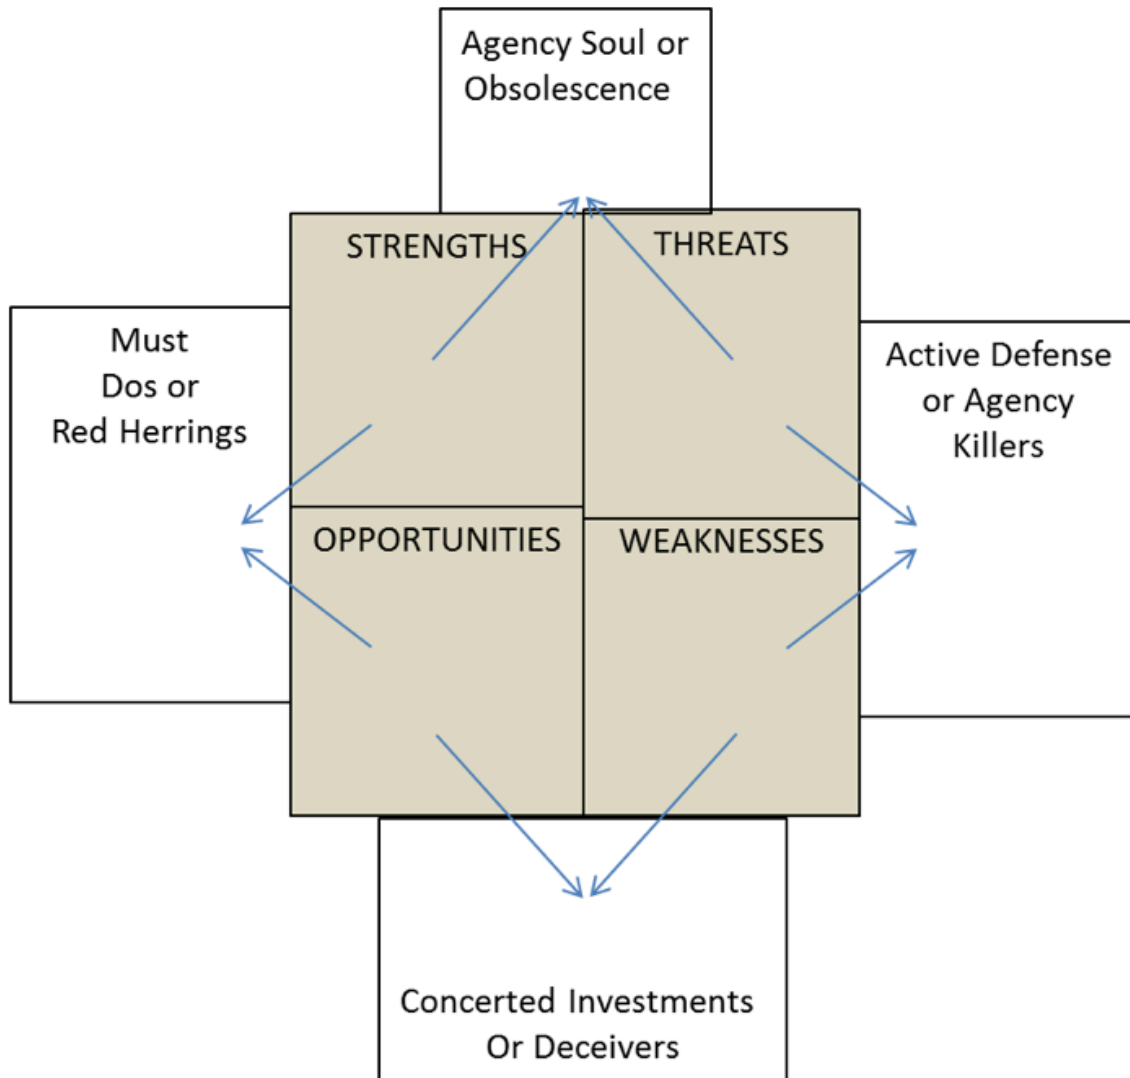 Agency Soul or
Obsolescence
STRENGTHS
THREATS
Must
Dos or
Red Herrings
Active Defense
or Agency
Killers
OPPORTUNITIES
WEAKNESSES
Concerted Investments
Or Deceivers